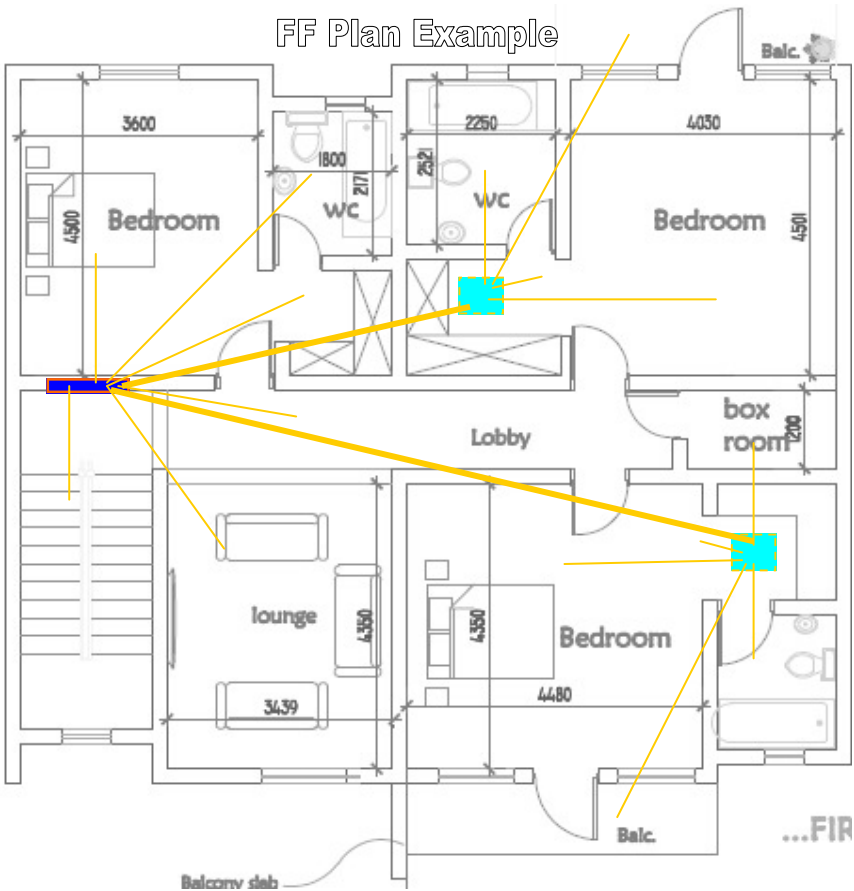 FF Plan Example
Balc.
3600
1800
2171
2250
2521
4030
Bedroom
4500
wc
wc
Bedroom
4501
Lobby
box
room
1200
lounge
4350
4350
Bedroom
3439
4480
Balc.
...FIR
Balcony slab